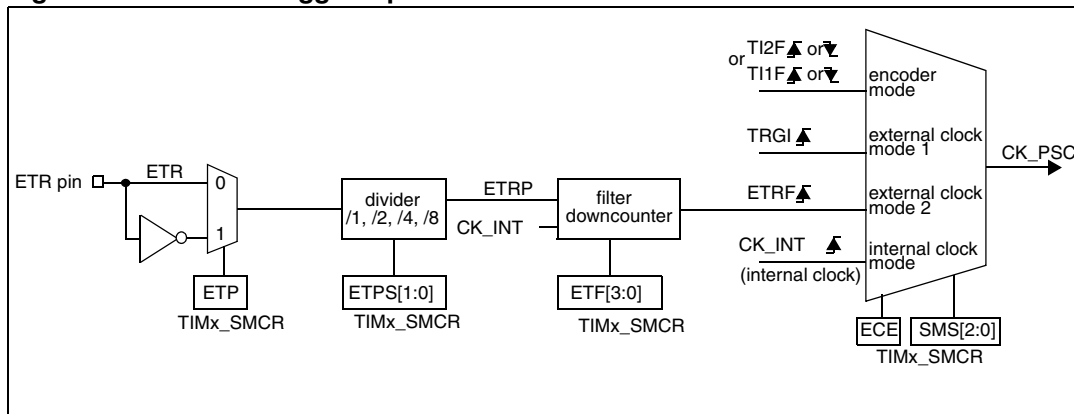 TI2F or
or TI1F or
encoder
mode
TRGI
external clock
mode 1
CK_PSC
ETR pin
ETR
0
1
divider
/1, /2, /4, /8
ETRP
CK_INT
filter
downcounter
ETRF
external clock
mode 2
CK_INT
(internal clock)
internal clock
mode
ETP
TIMx_SMCR
ETPS[1:0]
TIMx_SMCR
ETF[3:0]
TIMx_SMCR
ECE
SMS[2:0]
TIMx_SMCR